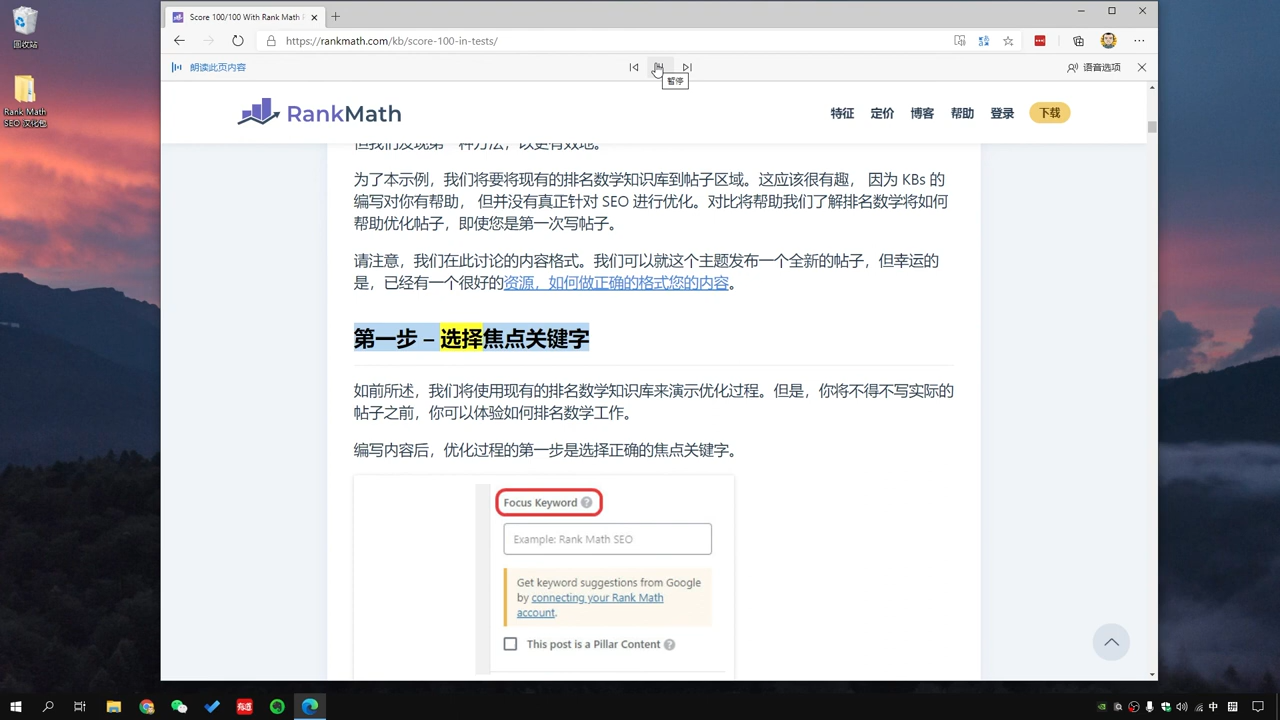 回收站
Rank Math
SEO 汉化包
Score 100/100 With Rank Math
https://rankmath.com/kb/score-100-in-tests/
朗读此页内容
暂停
语音选项
RankMath
特征 定价 博客 帮助 登录 下载
为了本示例，我们将要将现有的排名数学知识库到帖子区域。这应该很有趣， 因为 KBs 的
编写对你有帮助， 但并没有真正针对 SEO 进行优化。对比将帮助我们了解排名数学将如何
帮助优化帖子，即使您是第一次写帖子。
请注意，我们在此讨论的内容格式。我们可以就这个主题发布一个全新的帖子，但幸运的
是，已经有一个很好的资源，如何做正确的格式您的内容。
第一步 – 选择焦点关键字
如前所述，我们将使用现有的排名数学知识库来演示优化过程。但是，你将不得不写实际的
帖子之前，你可以体验如何排名数学工作。
编写内容后，优化过程的第一步是选择正确的焦点关键字。
Focus Keyword
Example: Rank Math SEO
Get keyword suggestions from Google
by connecting your Rank Math
account.
This post is a Pillar Content
有道
中
拼